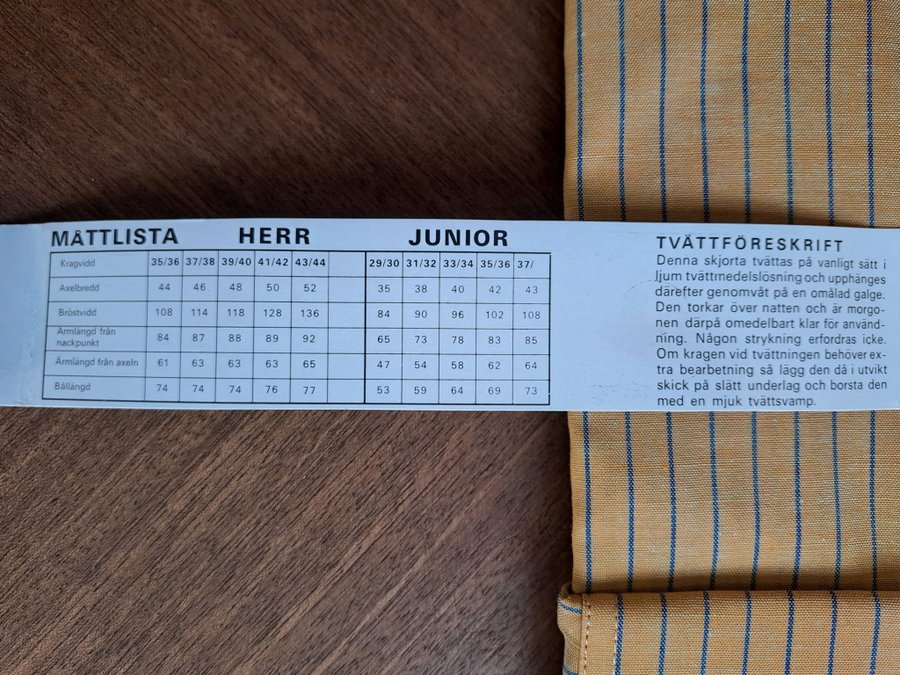 MÅTTLISTA HERR JUNIOR
Kragvidd 35/36 37/38 39/40 41/42 43/44 29/30 31/32 33/34 35/36 37/
Axelbredd 44 46 48 50 52 35 38 40 42 43
Bröstvidd 108 114 118 128 136 84 90 96 102 108
Ärmlängd från
nackpunkt 84 87 88 89 92 65 73 78 83 85
Ärmlängd från axeln 61 63 63 63 65 47 54 58 62 64
Bållängd 74 74 74 76 77 53 59 64 69 73
TVÄTTFÖRESKRIFT
Denna skjorta tvättas på vanligt sätt i
ljum tvättmedelslösning och upphänges
därefter genomvåt på en omålad galge.
Den torkar över natten och är morgo-
nen därpå omedelbart klar för använd-
ning. Någon strykning erfordras icke.
Om kragen vid tvättningen behöver ex-
tra bearbetning så lägg den då i utvikt
skick på slätt underlag och borsta den
med en mjuk tvättsvamp.